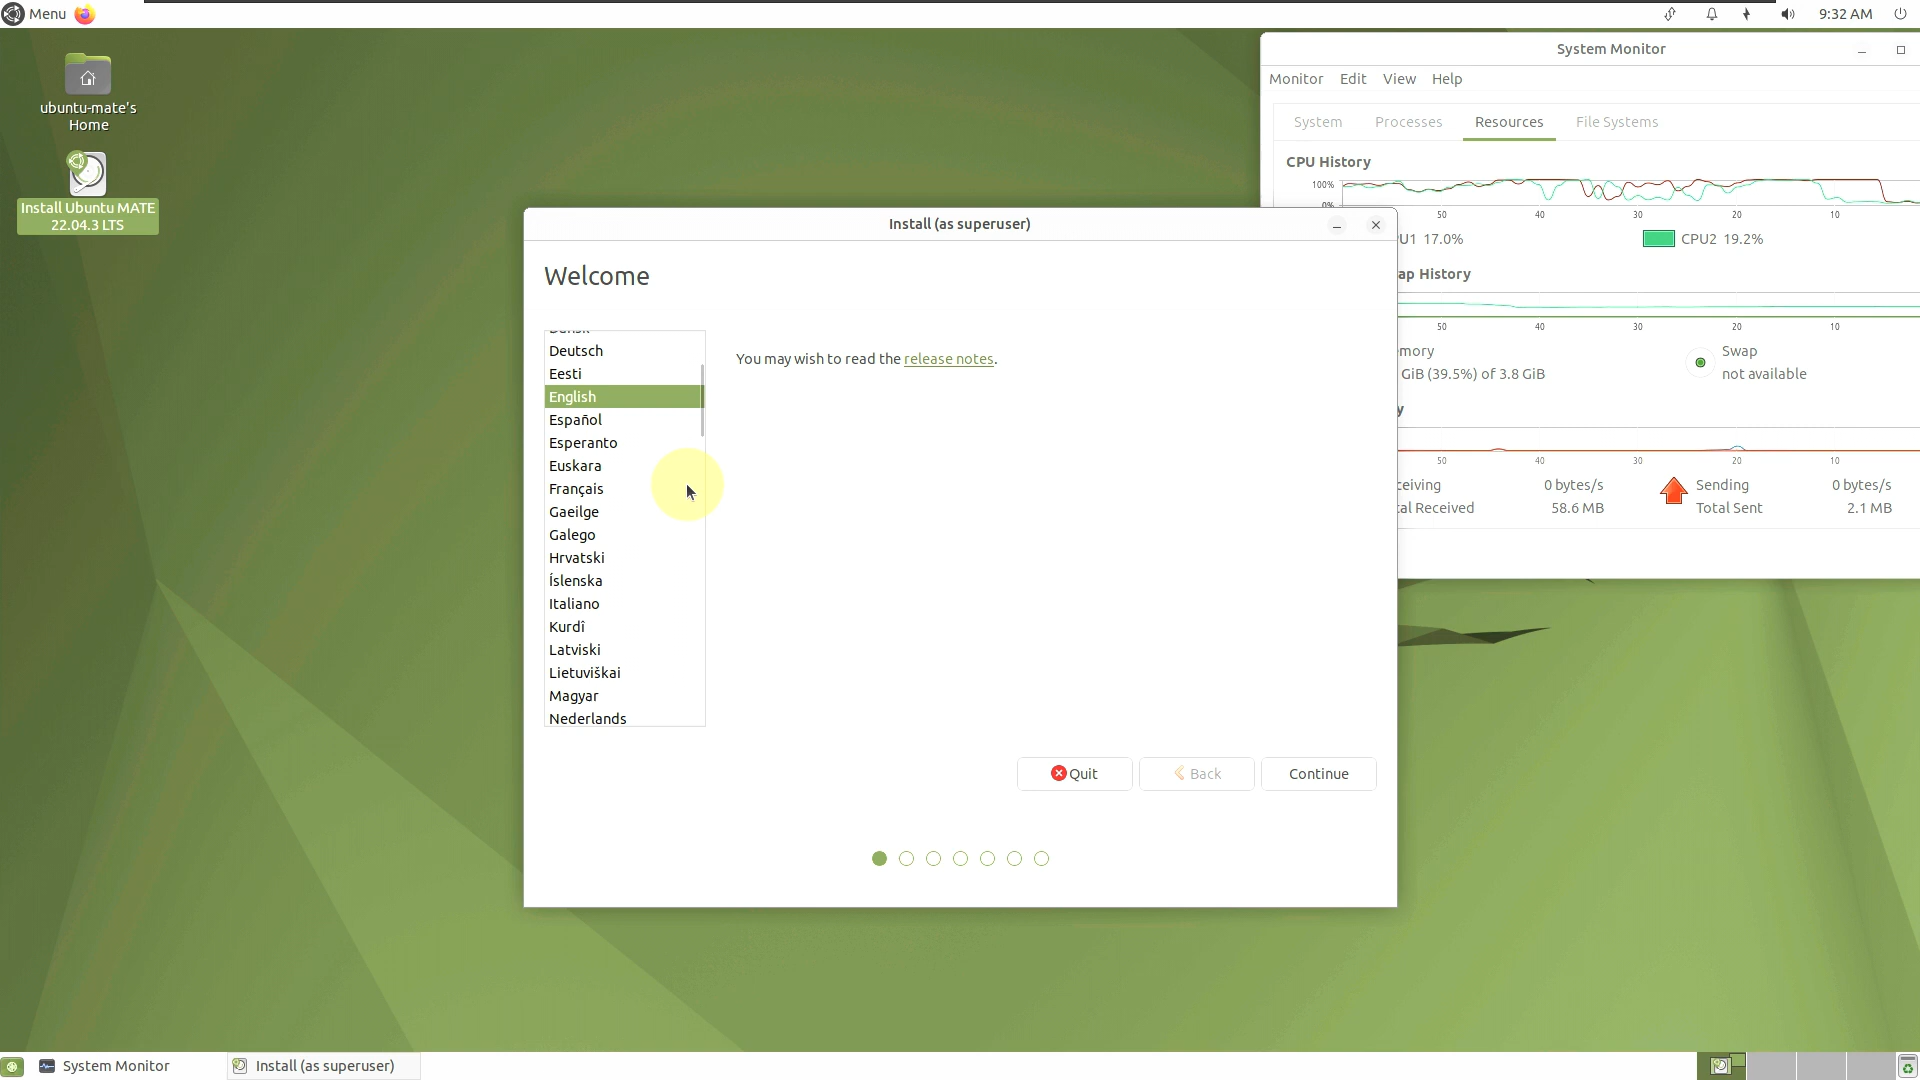 Menu
9:32 AM
ubuntu-mate's
Home
Install Ubuntu MATE
22.04.3 LTS
System Monitor
Monitor Edit View Help
System Processes Resources File Systems
CPU History
100%
0%
50 40 30 20 10
U1 17.0%
CPU2 19.2%
ap History
50 40 30 20 10
mory
GiB (39.5%) of 3.8 GiB
Swap
not available
y
50 40 30 20 10
ceiving 0 bytes/s
Sending 0 bytes/s
al Received 58.6 MB
Total Sent 2.1 MB
Install (as superuser)
Welcome
Dansk
Deutsch
Eesti
English
Español
Esperanto
Euskara
Français
Gaeilge
Galego
Hrvatski
Íslenska
Italiano
Kurdî
Latviski
Lietuviškai
Magyar
Nederlands
You may wish to read the release notes.
Quit
Back
Continue
System Monitor
Install (as superuser)